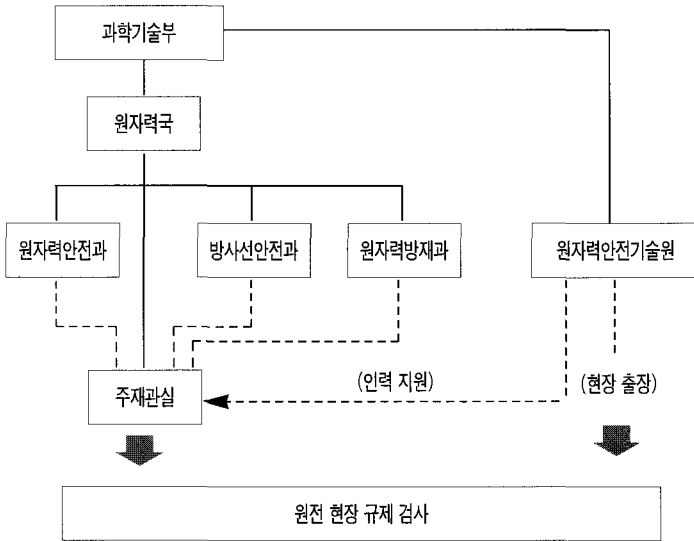 과학기술부
원자력국
원자력안전과
방사선안전과
원자력방재과
원자력안전기술원
주재관실
(인력 지원)
(현장 출장)
원전 현장 규제 검사